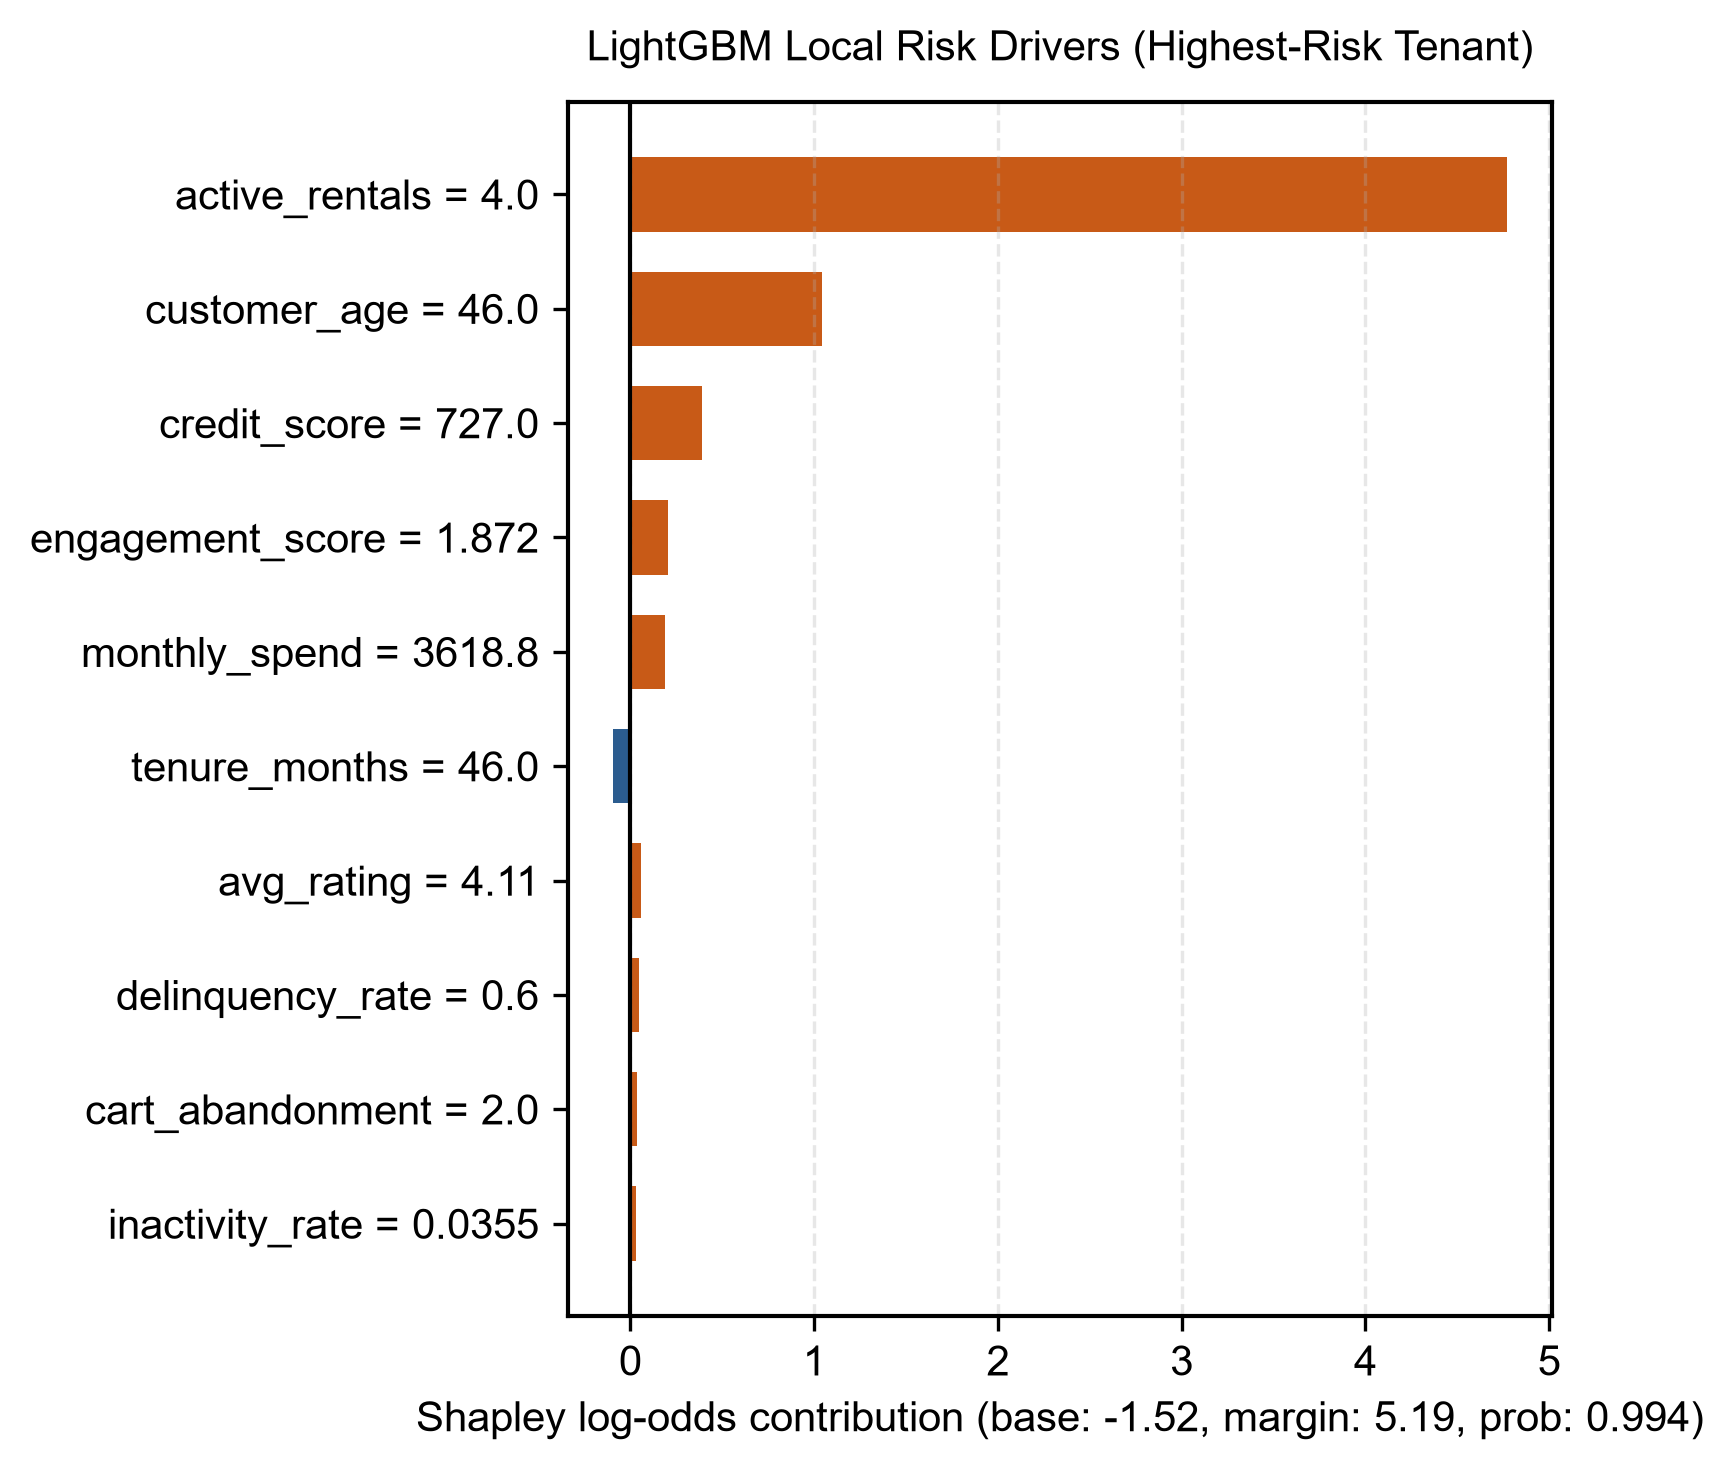 LightGBM Local Risk Drivers (Highest-Risk Tenant)
active_rentals = 4.0
customer_age = 46.0
credit_score = 727.0
engagement_score = 1.872
monthly_spend = 3618.8
tenure_months = 46.0
avg_rating = 4.11
delinquency_rate = 0.6
cart_abandonment = 2.0
inactivity_rate = 0.0355
0 1 2 3 4 5
Shapley log-odds contribution (base: -1.52, margin: 5.19, prob: 0.994)